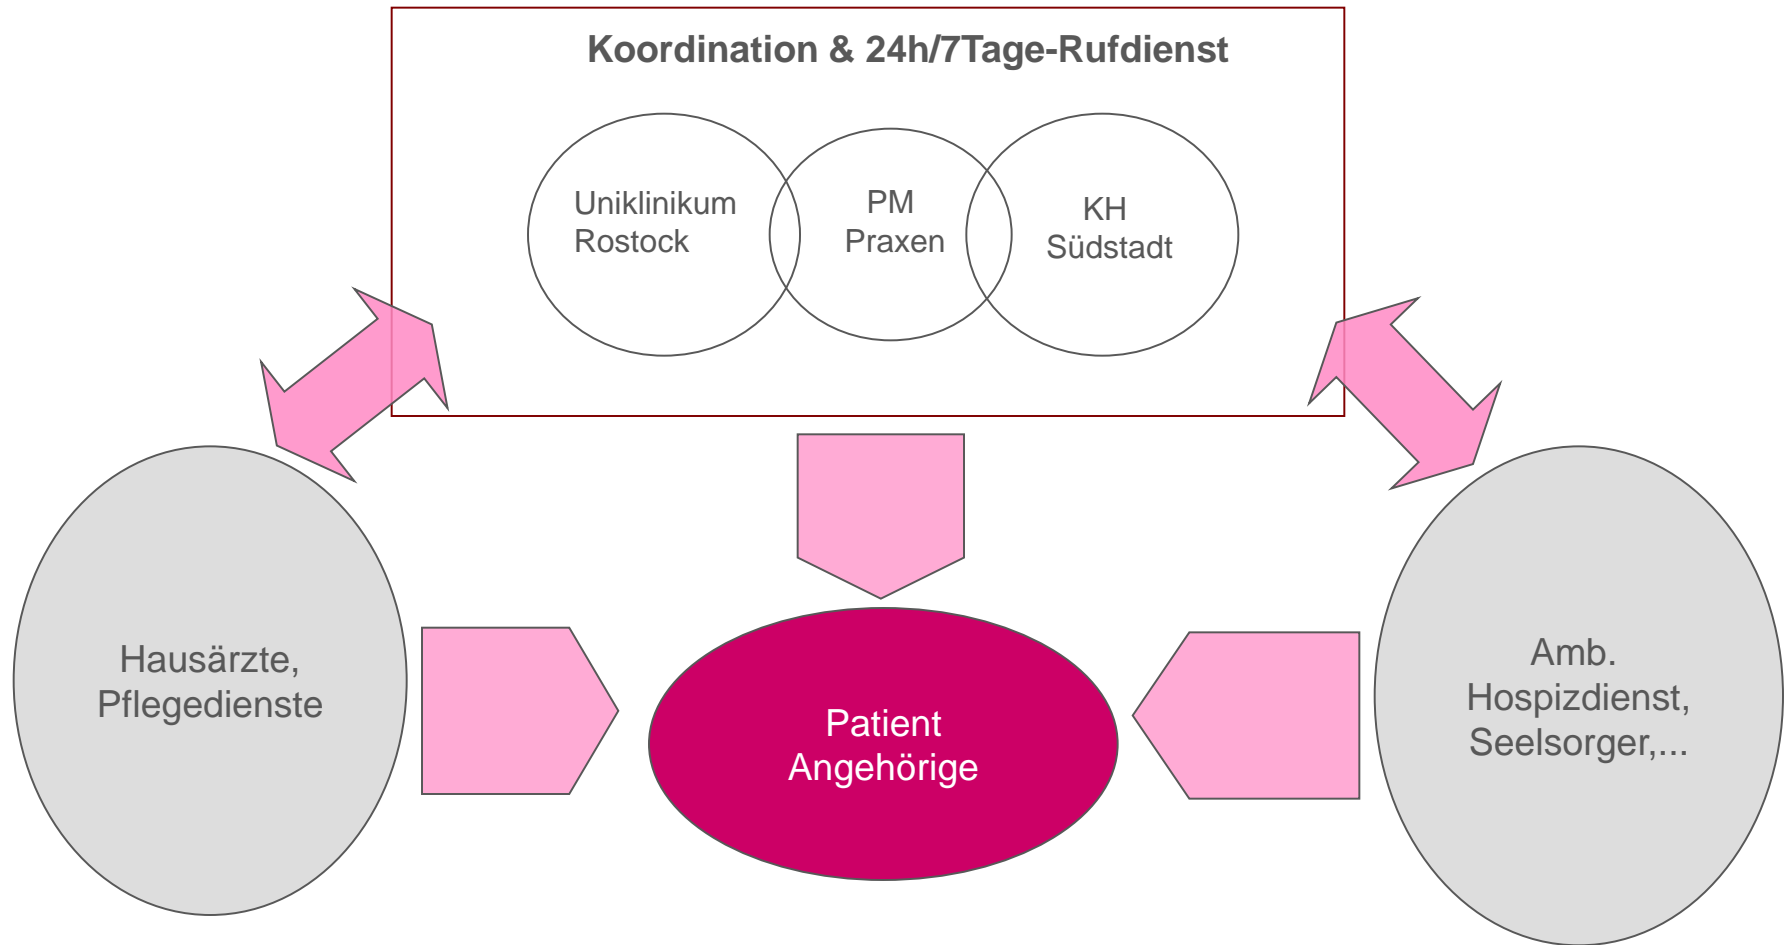 Koordination & 24h/7Tage-Rufdienst
Uniklinikum
Rostock
PM
Praxen
KH
Südstadt
Hausärzte,
Pflegedienste
Patient
Angehörige
Amb.
Hospizdienst,
Seelsorger,...